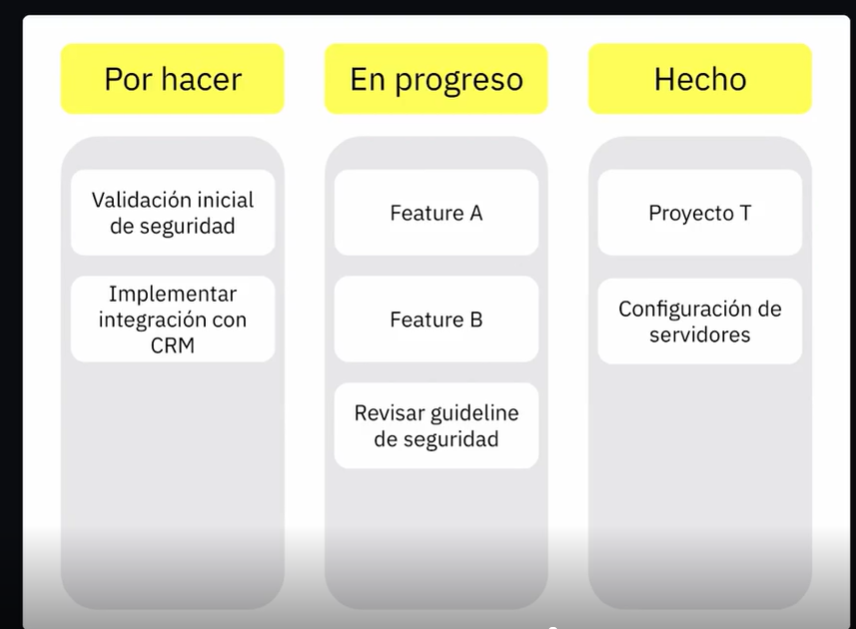 Por hacer
En progreso
Hecho
Validación inicial
de seguridad
Implementar
integración con
CRM
Feature A
Feature B
Revisar guideline
de seguridad
Proyecto T
Configuración de
servidores